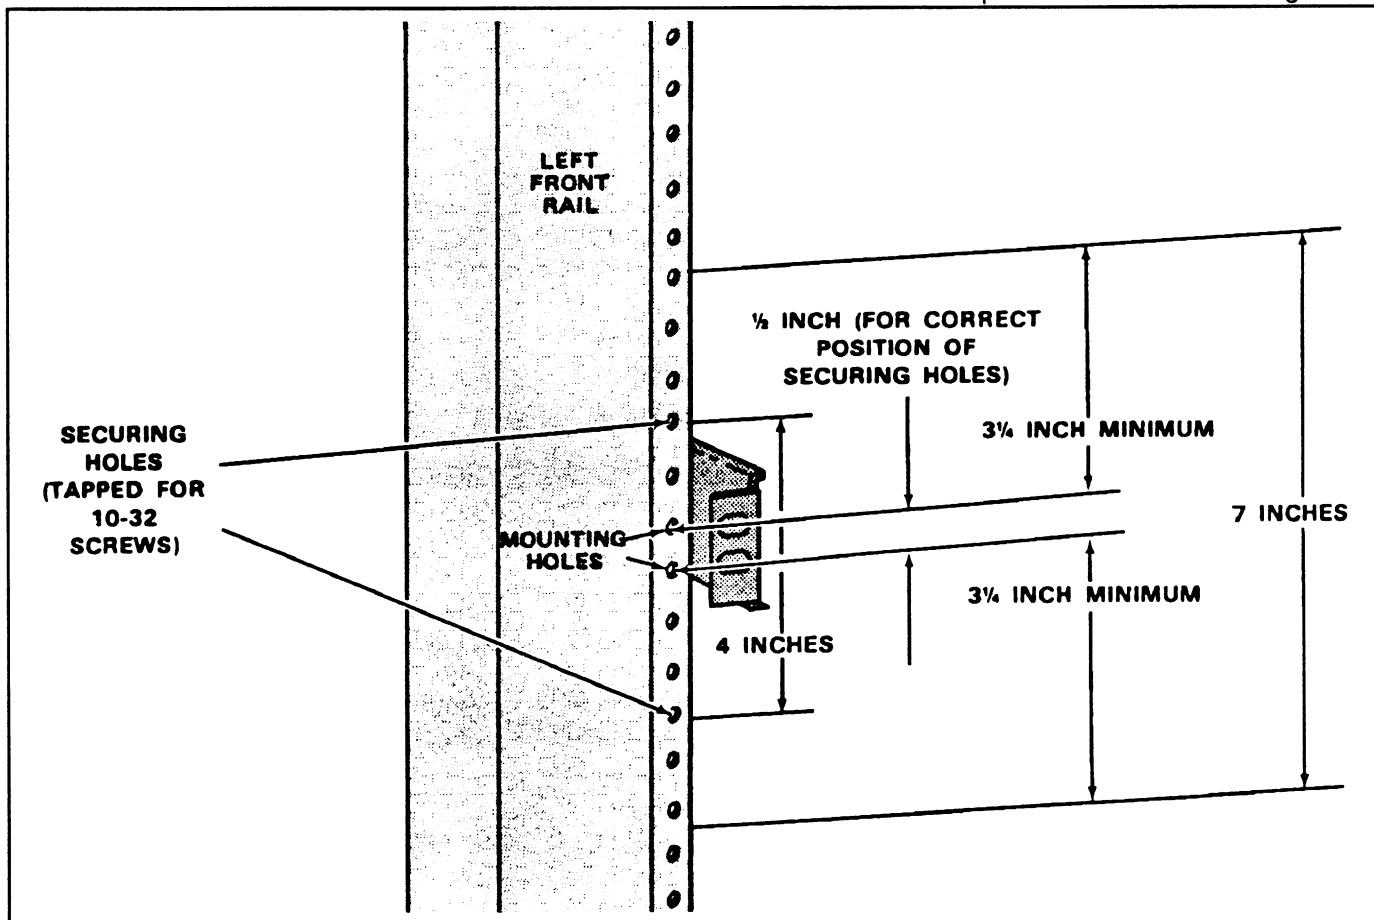 LEFT
FRONT
RAIL
½ INCH (FOR CORRECT
POSITION OF
SECURING HOLES)
3¼ INCH MINIMUM
SECURING
HOLES
(TAPPED FOR
10-32
SCREWS)
7 INCHES
MOUNTING
HOLES
3¼ INCH MINIMUM
4 INCHES